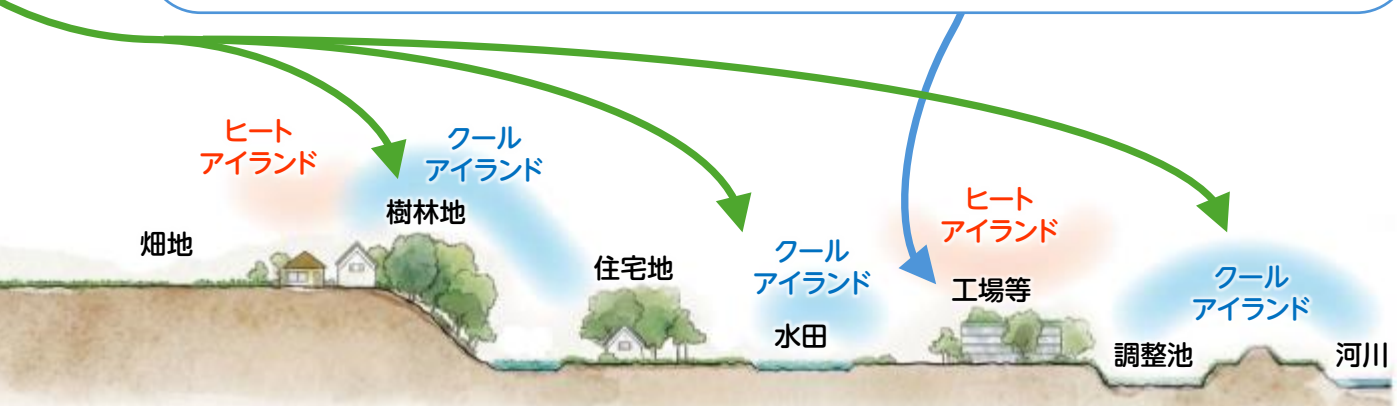 ヒート
アイランド
クール
アイランド
樹林地
畑地
住宅地
クール
アイランド
水田
ヒート
アイランド
工場等
クール
アイランド
調整池
河川